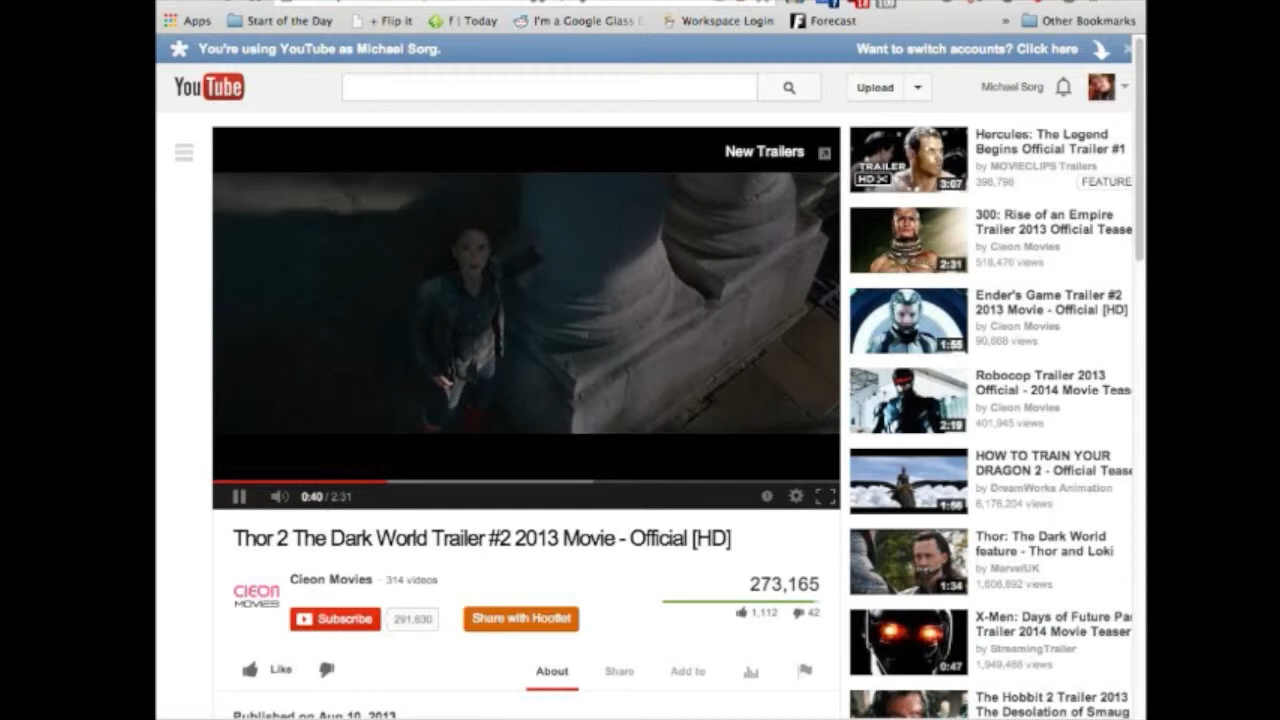 Apps Start of the Day + Flip it f | Today I'm a Google Glass Workspace Login Forecast » Other Bookmarks
You're using YouTube as Michael Sorg. Want to switch accounts? Click here
YouTube Upload Michael Sorg
New Trailers
0:40 / 2:31
Thor 2 The Dark World Trailer #2 2013 Movie - Official [HD]
CIEON
MOVIES
Cieon Movies · 314 videos
Subscribe 291,630 Share with Hootlet
273,165
1,112 42
Like About Share Add to
Published on Aug 10, 2013
TRAILER
HD
3:07
Hercules: The Legend
Begins Official Trailer #1
by MOVIECLIPS Trailers
398,796 FEATURE
2:31
300: Rise of an Empire
Trailer 2013 Official Tease
by Cieon Movies
518,476 views
1:55
Ender's Game Trailer #2
2013 Movie - Official [HD]
by Cieon Movies
90,668 views
2:19
Robocop Trailer 2013
Official - 2014 Movie Teas
by Cieon Movies
401,945 views
1:56
HOW TO TRAIN YOUR
DRAGON 2 - Official Tease
by DreamWorks Animation
6,176,204 views
1:34
Thor: The Dark World
feature - Thor and Loki
by MarvelUK
1,606,892 views
0:47
X-Men: Days of Future Pa
Trailer 2014 Movie Teaser
by StreamingTrailer
1,949,488 views
The Hobbit 2 Trailer 2013
The Desolation of Smaug